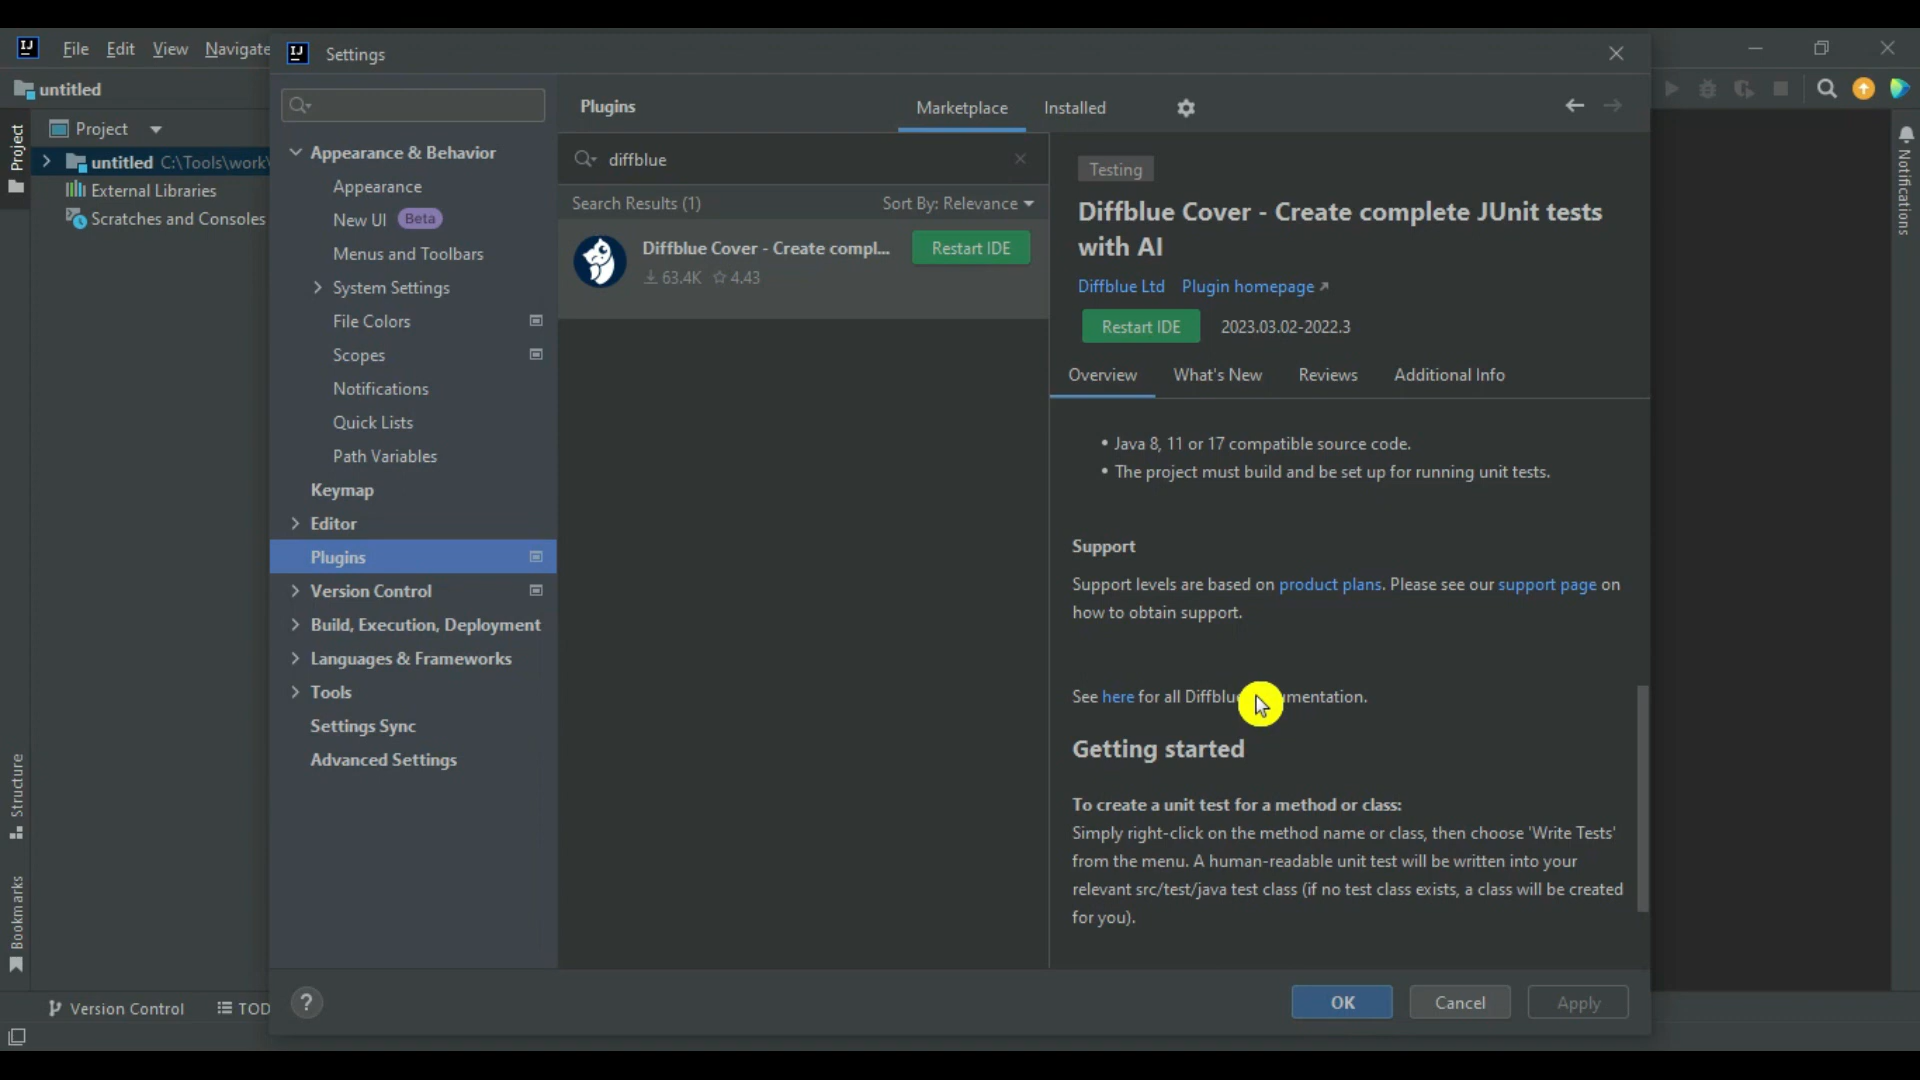 IJ
File Edit View Navigate
untitled
Project
Project
untitled C:\Tools\work\
External Libraries
Scratches and Consoles
Structure
Bookmarks
Version Control
TOD
Notifications
IJ Settings
Appearance & Behavior
Appearance
New UI Beta
Menus and Toolbars
System Settings
File Colors
Scopes
Notifications
Quick Lists
Path Variables
Keymap
Editor
Plugins
Version Control
Build, Execution, Deployment
Languages & Frameworks
Tools
Settings Sync
Advanced Settings
?
Plugins Marketplace Installed
diffblue
Search Results (1) Sort By: Relevance
Diffblue Cover - Create compl... Restart IDE
63.4K 4.43
Testing
Diffblue Cover - Create complete JUnit tests
with AI
Diffblue Ltd Plugin homepage
Restart IDE 2023.03.02-2022.3
Overview What's New Reviews Additional Info
• Java 8, 11 or 17 compatible source code.
• The project must build and be set up for running unit tests.
Support
Support levels are based on product plans. Please see our support page on
how to obtain support.
See here for all Diffblu mentation.
Getting started
To create a unit test for a method or class:
Simply right-click on the method name or class, then choose 'Write Tests'
from the menu. A human-readable unit test will be written into your
relevant src/test/java test class (if no test class exists, a class will be created
for you).
OK Cancel Apply